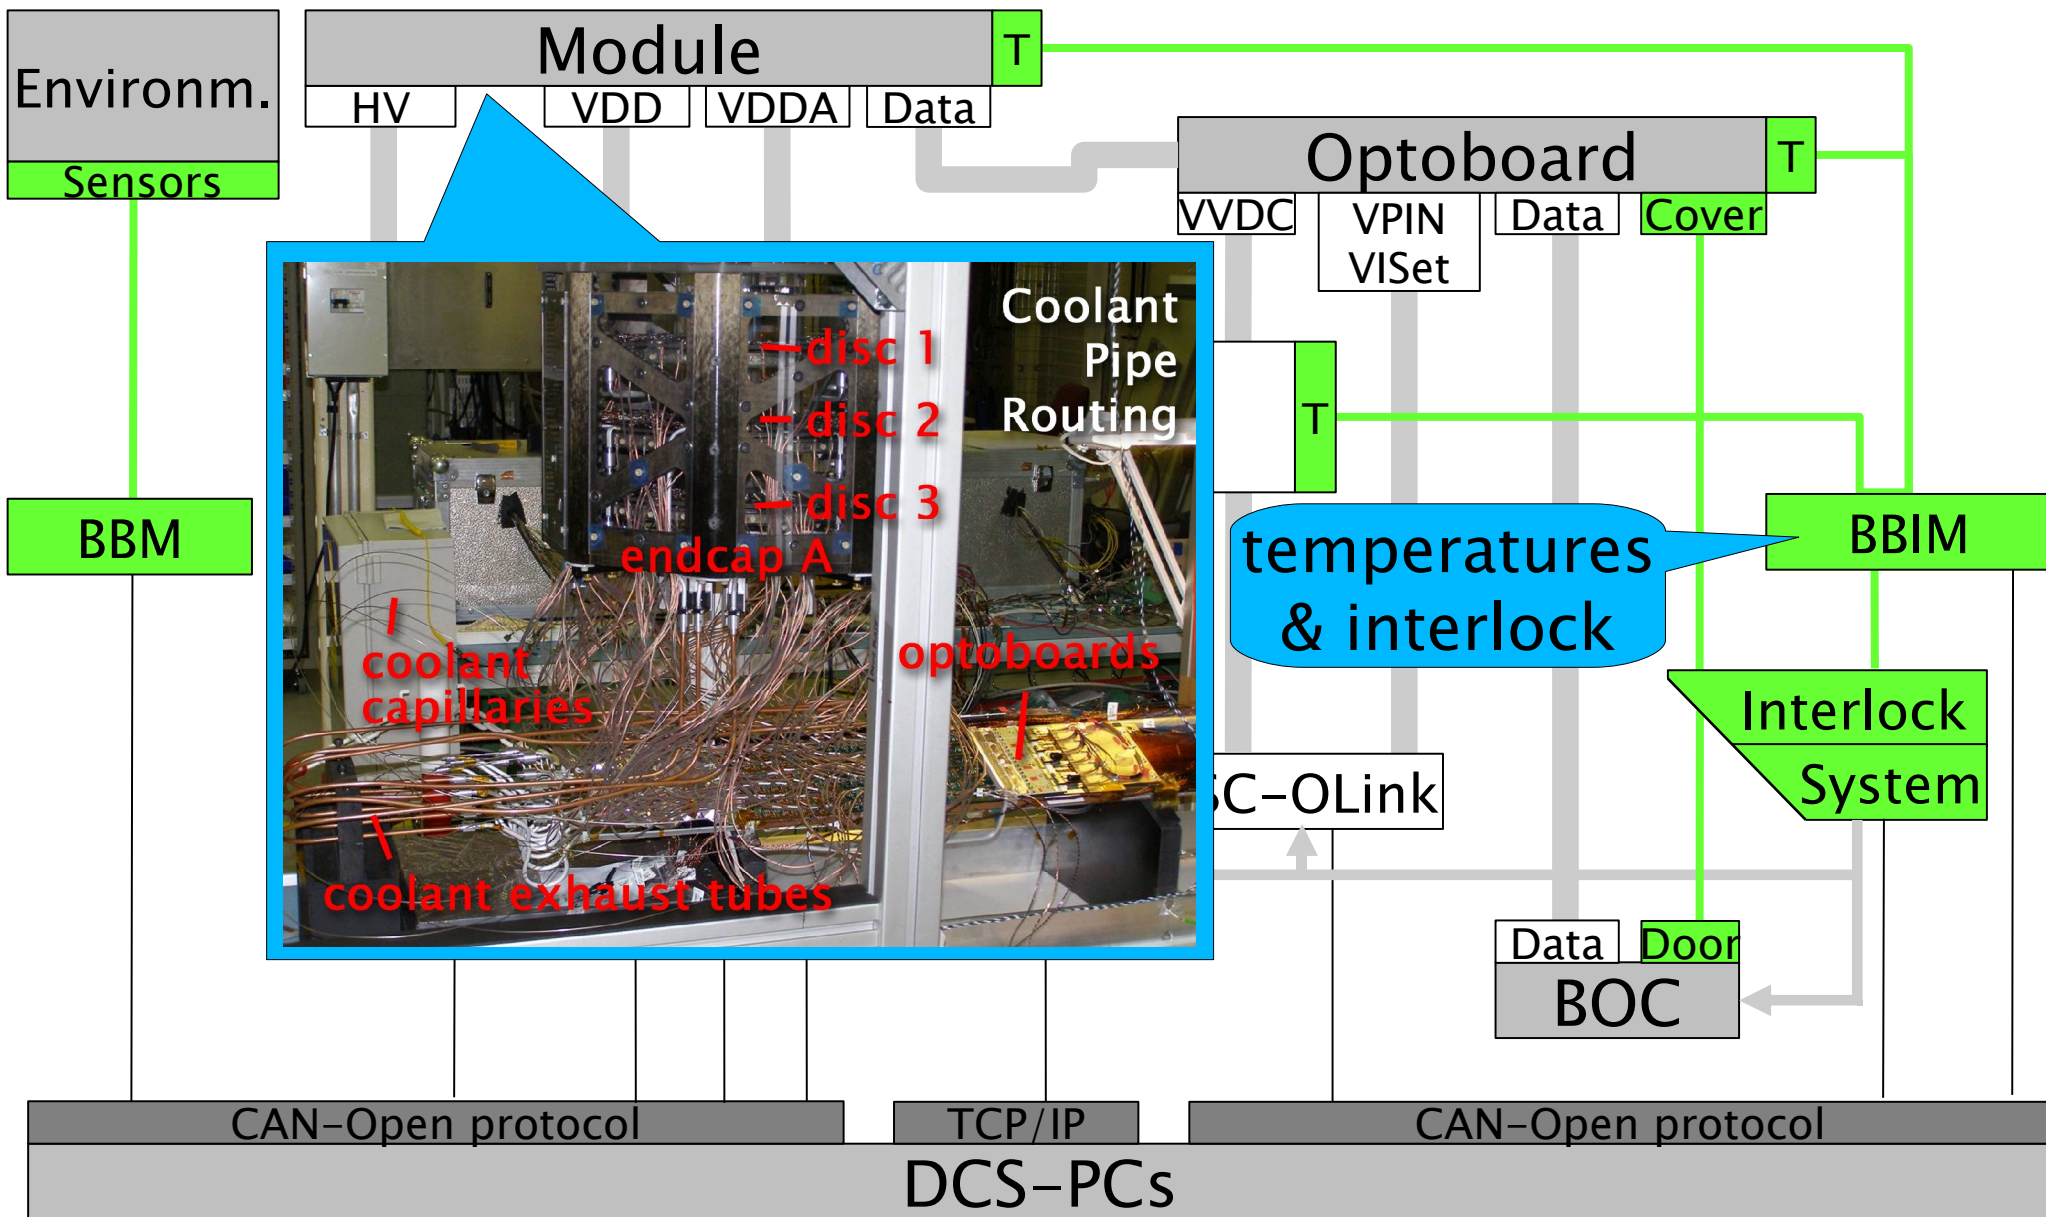 Environm.
Sensors
Module
T
HV
VDD
VDDA
Data
Optoboard
T
VVDC
VPIN
VISet
Data
Cover
Coolant
Pipe
Routing
disc 1
disc 2
disc 3
endcap A
coolant
capillaries
optoboards
coolant exhaust tubes
T
BBM
temperatures
& interlock
BBIM
Interlock
System
SC-OLink
Data
Door
BOC
CAN-Open protocol
TCP/IP
CAN-Open protocol
DCS-PCs